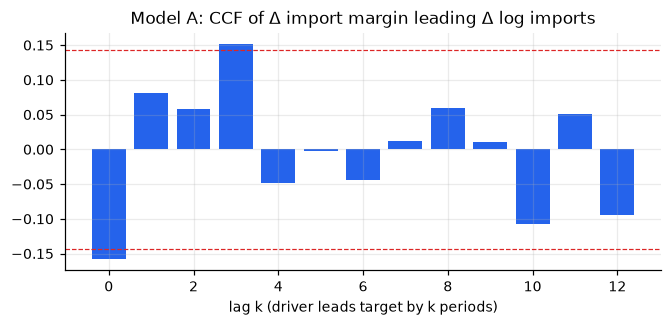 Model A: CCF of Δ import margin leading Δ log imports
0.15
0.10
0.05
0.00
−0.05
−0.10
−0.15
0 2 4 6 8 10 12
lag k (driver leads target by k periods)